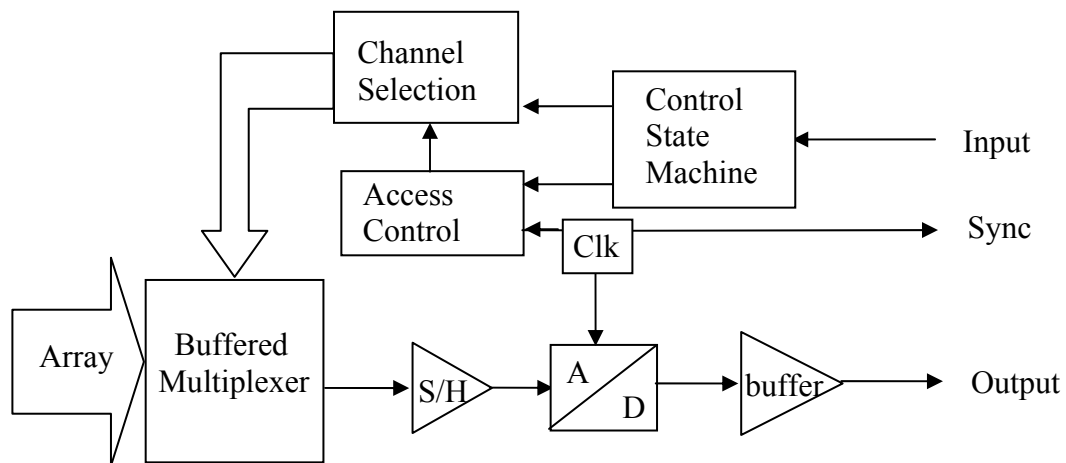 Channel
Selection
Control
State
Machine
Input
Access
Control
Clk
Sync
Array
Buffered
Multiplexer
S/H
A
D
buffer
Output